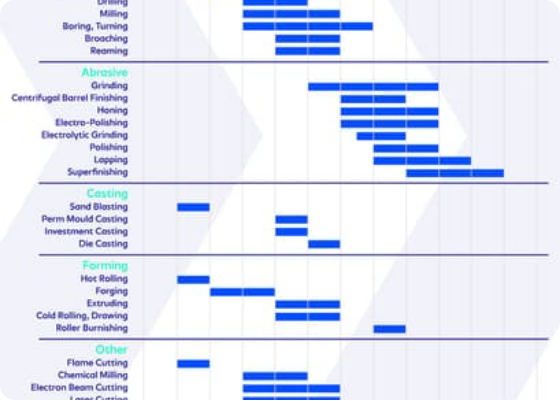 Drilling
Milling
Boring, Turning
Broaching
Reaming
Abrasive
Grinding
Centrifugal Barrel Finishing
Honing
Electro-Polishing
Electrolytic Grinding
Polishing
Lapping
Superfinishing
Casting
Sand Blasting
Perm Mould Casting
Investment Casting
Die Casting
Forming
Hot Rolling
Forging
Extruding
Cold Rolling, Drawing
Roller Burnishing
Other
Flame Cutting
Chemical Milling
Electron Beam Cutting
Laser Cutting